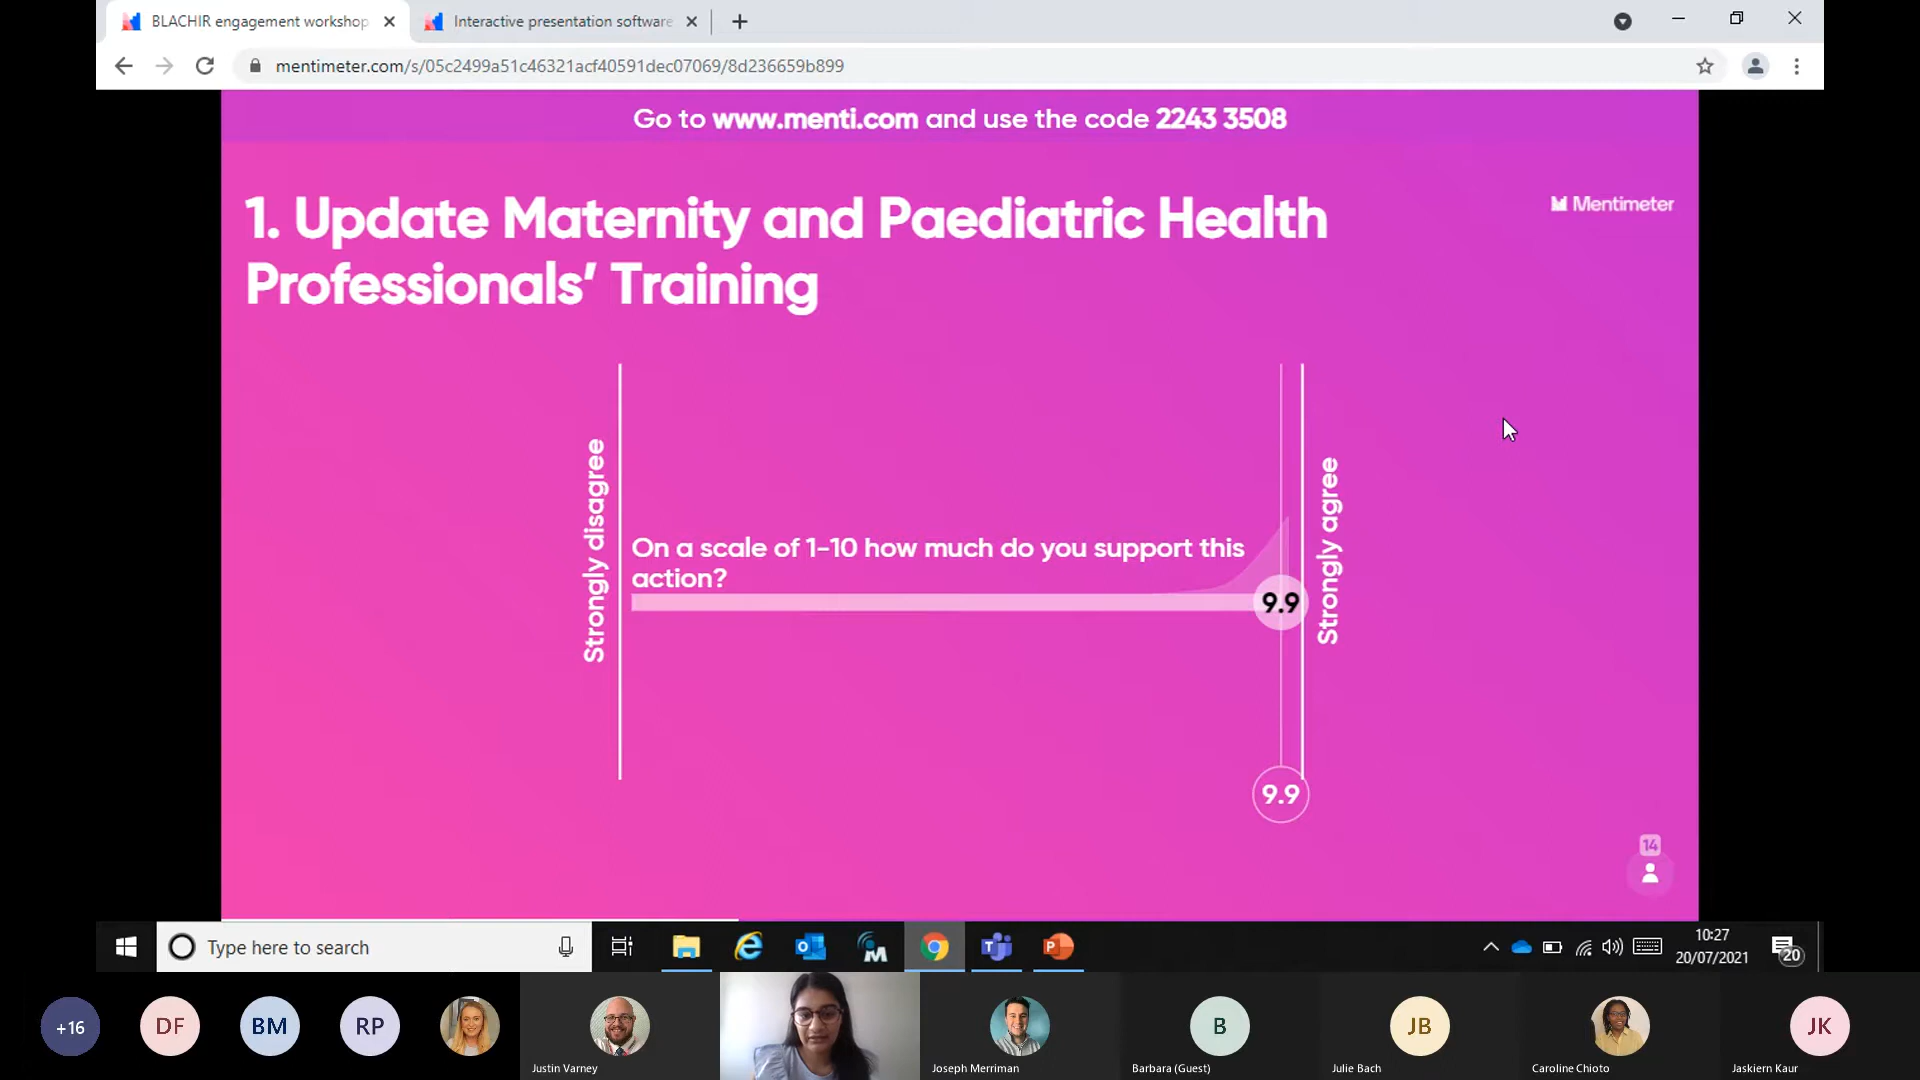 BLACHIR engagement workshop
Interactive presentation software
mentimeter.com/s/05c2499a51c46321acf40591dec07069/8d236659b899
Go to www.menti.com and use the code 2243 3508
1. Update Maternity and Paediatric Health
Professionals’ Training
Mentimeter
Strongly disagree
On a scale of 1-10 how much do you support this
action?
9.9
Strongly agree
9.9
14
Type here to search
10:27
20/07/2021
20
+16
DF
BM
RP
B
JB
JK
Justin Varney
Joseph Merriman
Barbara (Guest)
Julie Bach
Caroline Chioto
Jaskiern Kaur